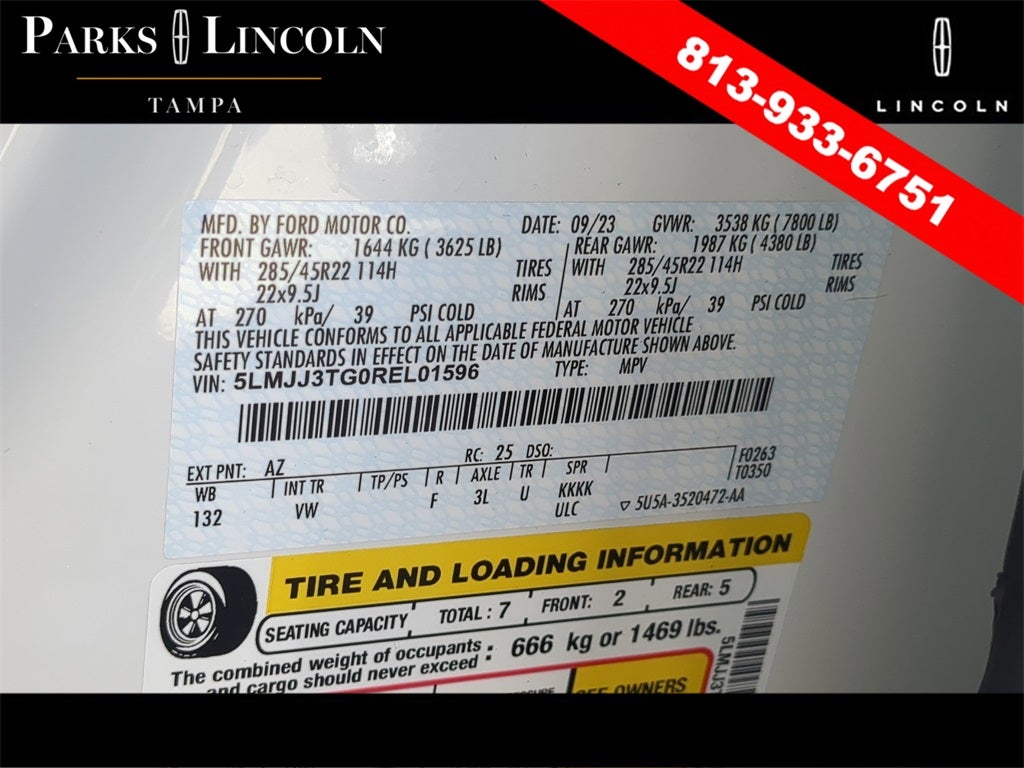 PARKS LINCOLN
TAMPA
813-933-6751
LINCOLN
MFD. BY FORD MOTOR CO. DATE: 09/23 GVWR: 3538 KG ( 7800 LB)
FRONT GAWR: 1644 KG ( 3625 LB) REAR GAWR: 1987 KG ( 4380 LB)
WITH 285/45R22 114H TIRES WITH 285/45R22 114H TIRES
22x9.5J RIMS 22x9.5J RIMS
AT 270 kPa/ 39 PSI COLD AT 270 kPa/ 39 PSI COLD
THIS VEHICLE CONFORMS TO ALL APPLICABLE FEDERAL MOTOR VEHICLE
SAFETY STANDARDS IN EFFECT ON THE DATE OF MANUFACTURE SHOWN ABOVE.
VIN: 5LMJJ3TG0REL01596 TYPE: MPV
EXT PNT: AZ RC: 25 DSO: F0263
WB INT TR TP/PS R AXLE TR SPR T0350
132 VW F 3L U KKKK
ULC 5U5A-3520472-AA
TIRE AND LOADING INFORMATION
SEATING CAPACITY TOTAL : 7 FRONT: 2 REAR: 5
The combined weight of occupants
and cargo should never exceed : 666 kg or 1469 lbs.
5LMJJ3
OWNERS